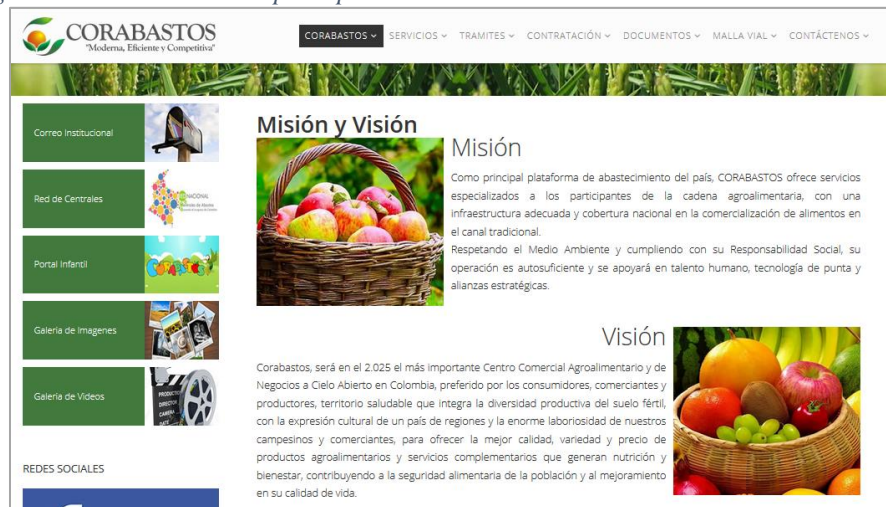 CORABASTOS
"Moderna, Eficiente y Competitiva"
CORABASTOS SERVICIOS TRAMITES CONTRATACIÓN DOCUMENTOS MALLA VIAL CONTÁCTENOS
Correo institucional
Red de Centrales
Portal Infantil
Galería de Imagenes
Galería de Videos
REDES SOCIALES
Misión y Visión
Misión
Como principal plataforma de abastecimiento del país, CORABASTOS ofrece servicios
especializados a los participantes de la cadena agroalimentaria, con una
infraestructura adecuada y cobertura nacional en la comercialización de alimentos en
el canal tradicional.
Respetando el Medio Ambiente y cumpliendo con su Responsabilidad Social, su
operación es autosuficiente y se apoyará en talento humano, tecnología de punta y
alianzas estratégicas.
Visión
Corabastos, será en el 2.025 el más importante Centro Comercial Agroalimentario y de
Negocios a Cielo Abierto en Colombia, preferido por los consumidores, comerciantes y
productores, territorio saludable que integra la diversidad productiva del suelo fértil,
con la expresión cultural de un país de regiones y la enorme laboriosidad de nuestros
campesinos y comerciantes, para ofrecer la mejor calidad, variedad y precio de
productos agroalimentarios y servicios complementarios que generan nutrición y
bienestar, contribuyendo a la seguridad alimentaria de la población y al mejoramiento
en su calidad de vida.